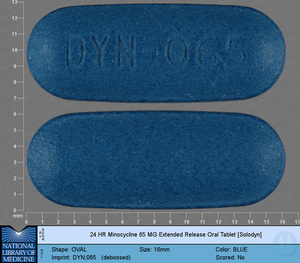 13
12
11
10
9
8
7
6
5
4
3
2
1
0
mm
DYN-065
0 1 2 3 4 5 6 7 8 9 10 11 12 13 14 15 16 17
NATIONAL
LIBRARY OF
MEDICINE
24 HR Minocycline 65 MG Extended Release Oral Tablet [Solodyn]
Shape: OVAL Size: 16mm Color: BLUE
Imprint: DYN;065 (debossed) Scored: No